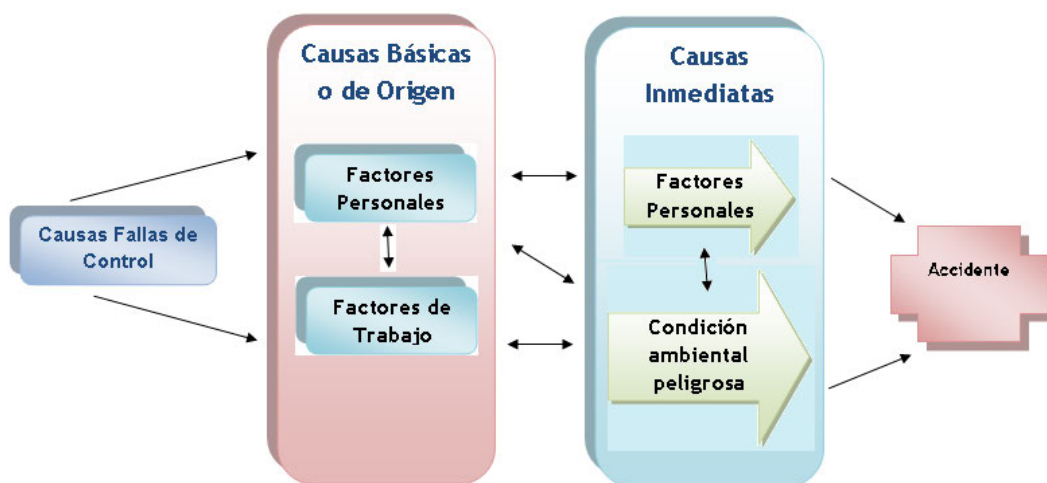 Causas Fallas de
Control
Causas Básicas
o de Origen
Factores
Personales
Factores de
Trabajo
Causas
Inmediatas
Factores
Personales
Condición
ambiental
peligrosa
Accidente